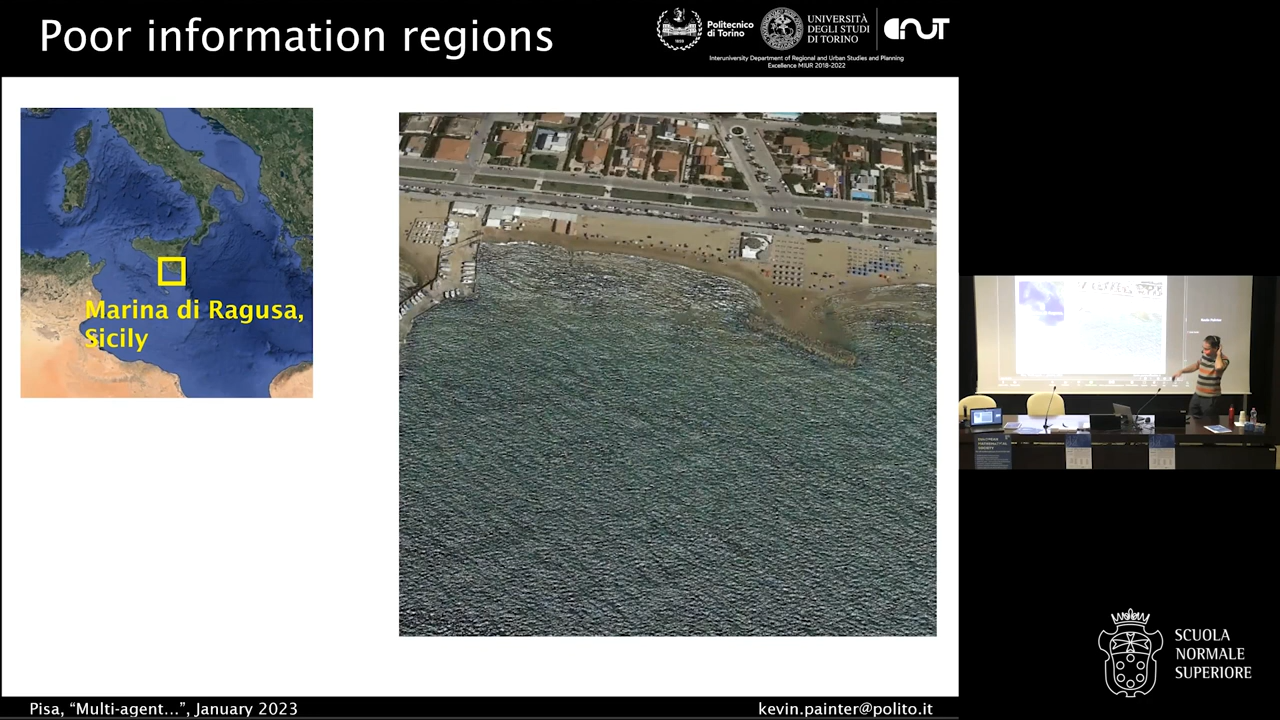 Poor information regions
Politecnico
di Torino
1859
UNIVERSITÀ
DEGLI STUDI
DI TORINO
Interuniversity Department of Regional and Urban Studies and Planning
Excellence MIUR 2018-2022
Marina di Ragusa,
Sicily
SCUOLA
NORMALE
SUPERIORE
Pisa, “Multi-agent...”, January 2023
kevin.painter@polito.it